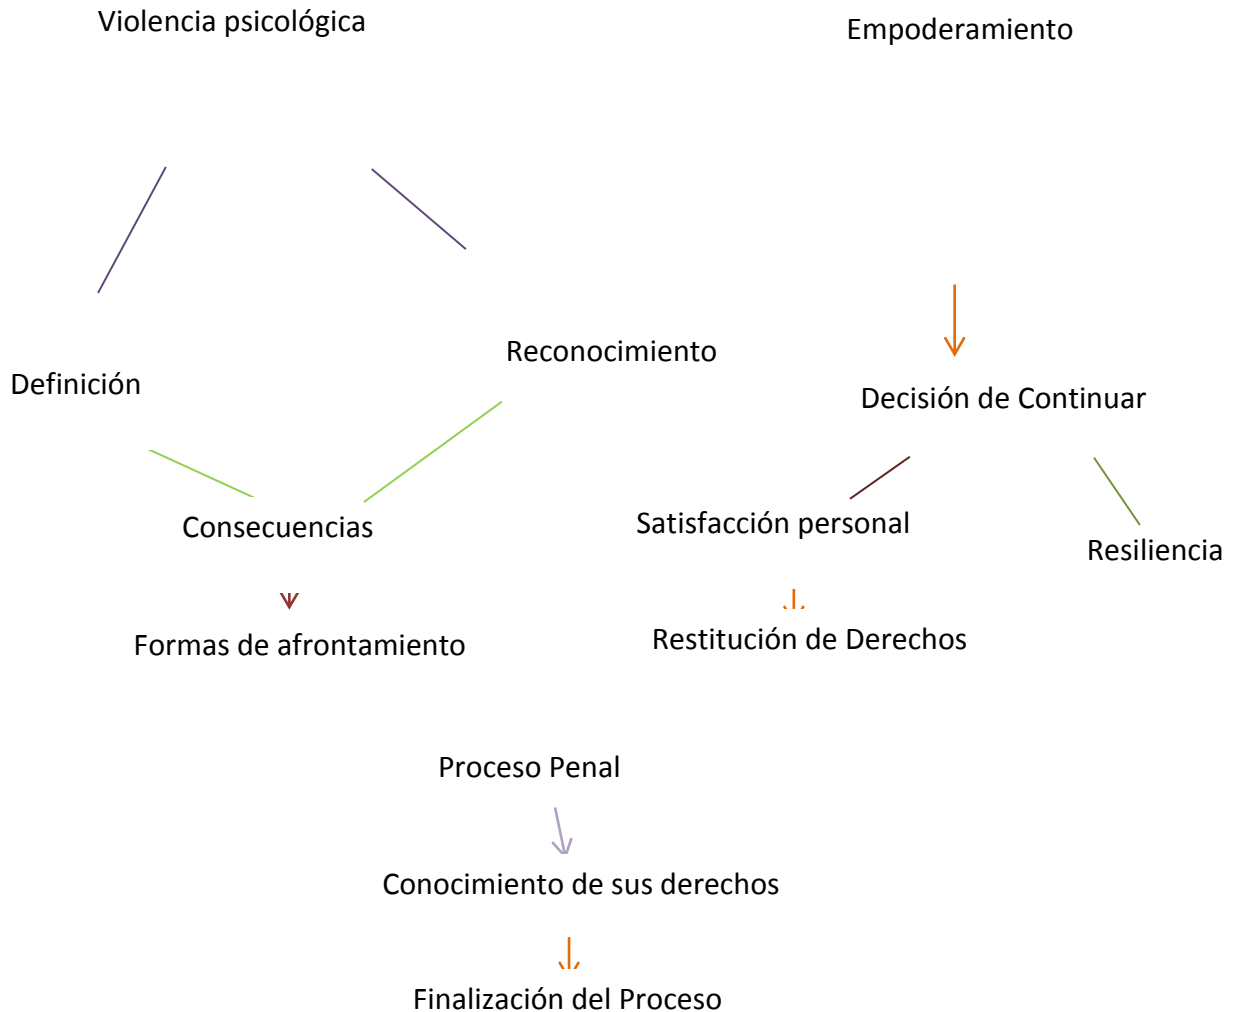 Violencia psicológica
Empoderamiento
Reconocimiento
Definición
Decisión de Continuar
Consecuencias
Satisfacción personal
Resiliencia
Formas de afrontamiento
Restitución de Derechos
Proceso Penal
Conocimiento de sus derechos
Finalización del Proceso